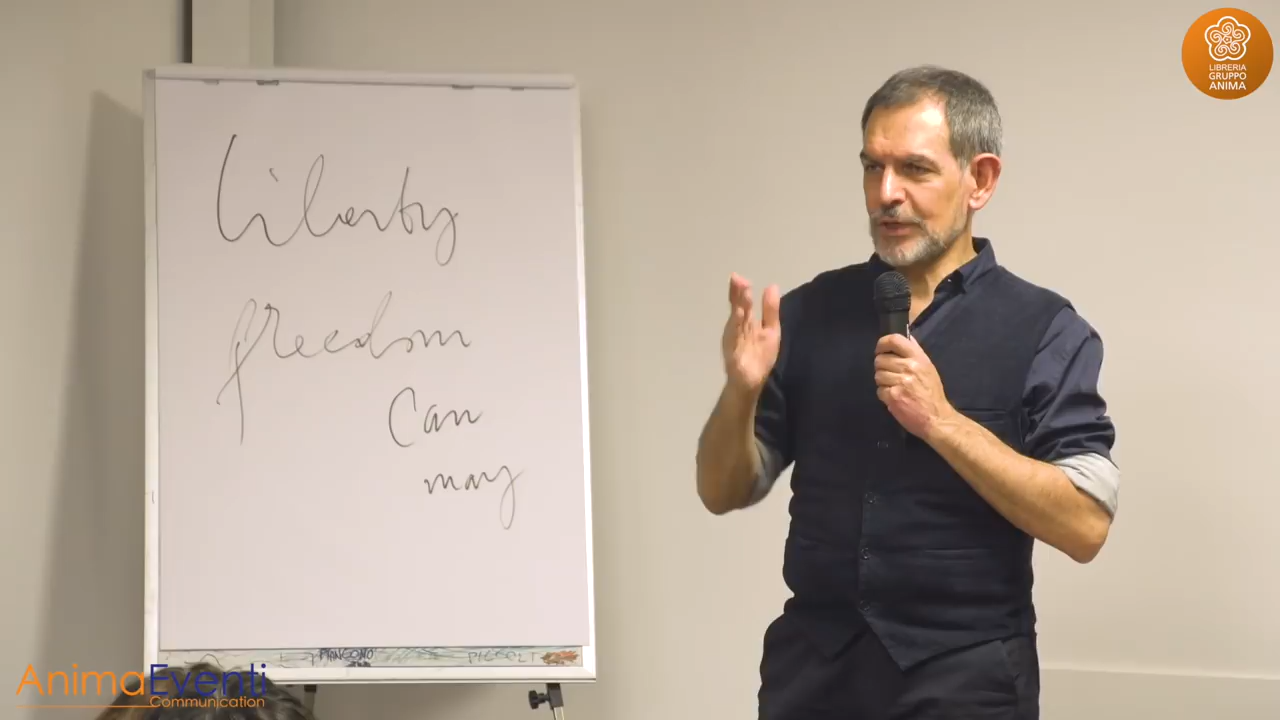 Liberty
freedom
Can
may
LIBRERIA
GRUPPO
ANIMA
AnimaEventi
Communication